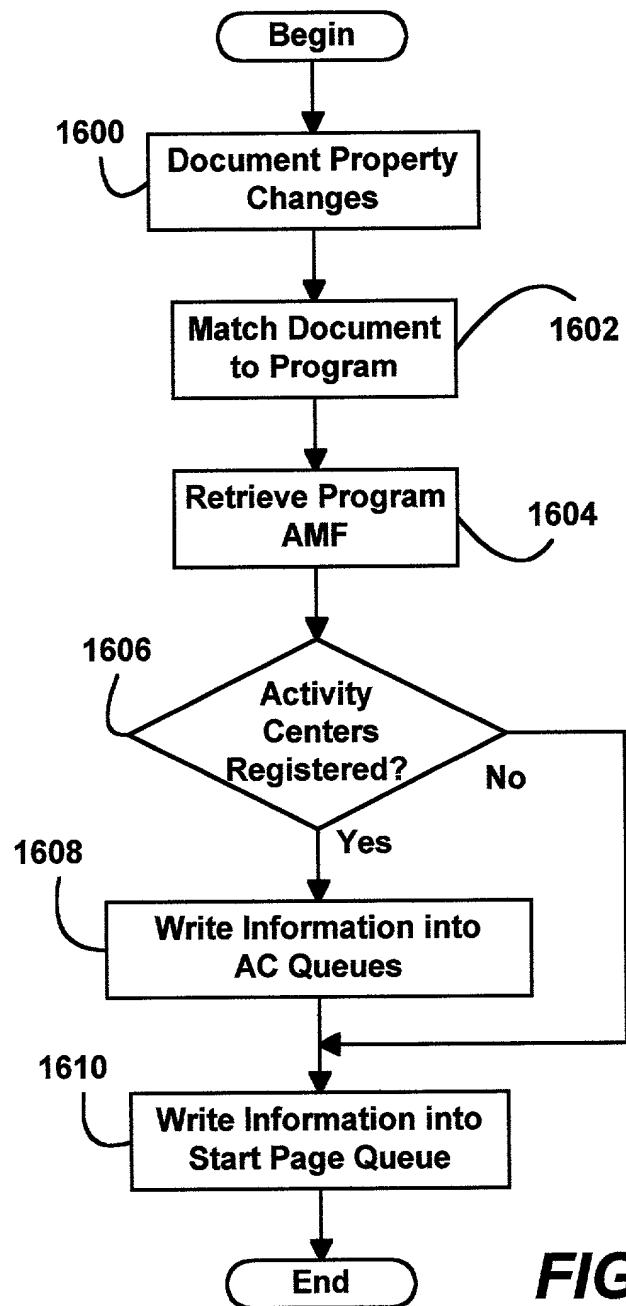 Begin
1600
Document Property
Changes
Match Document
to Program
1602
Retrieve Program
AMF
1604
1606
Activity
Centers
Registered?
No
Yes
1608
Write Information into
AC Queues
1610
Write Information into
Start Page Queue
End
FIG